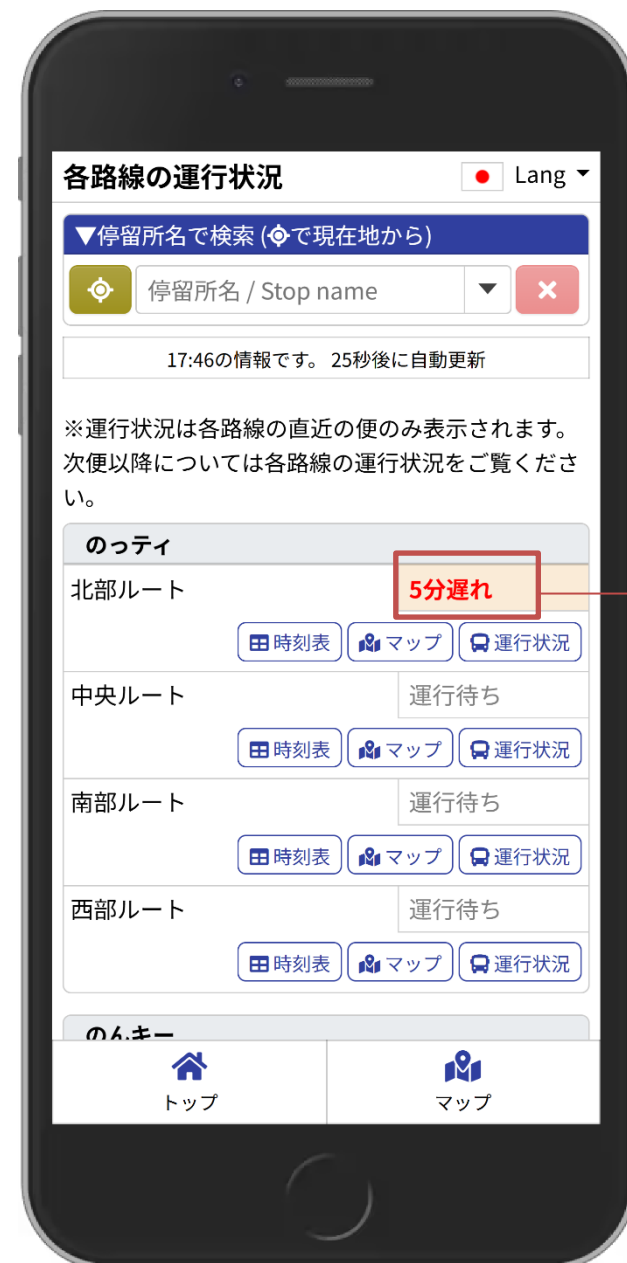 各路線の運行状況
Lang
▼停留所名で検索 (で現在地から)
停留所名 / Stop name
17:46の情報です。 25秒後に自動更新
※運行状況は各路線の直近の便のみ表示されます。
次便以降については各路線の運行状況をご覧くださ
い。
のっティ
北部ルート 5分遅れ
時刻表 マップ 運行状況
中央ルート 運行待ち
時刻表 マップ 運行状況
南部ルート 運行待ち
時刻表 マップ 運行状況
西部ルート 運行待ち
時刻表 マップ 運行状況
のんキー
トップ マップ